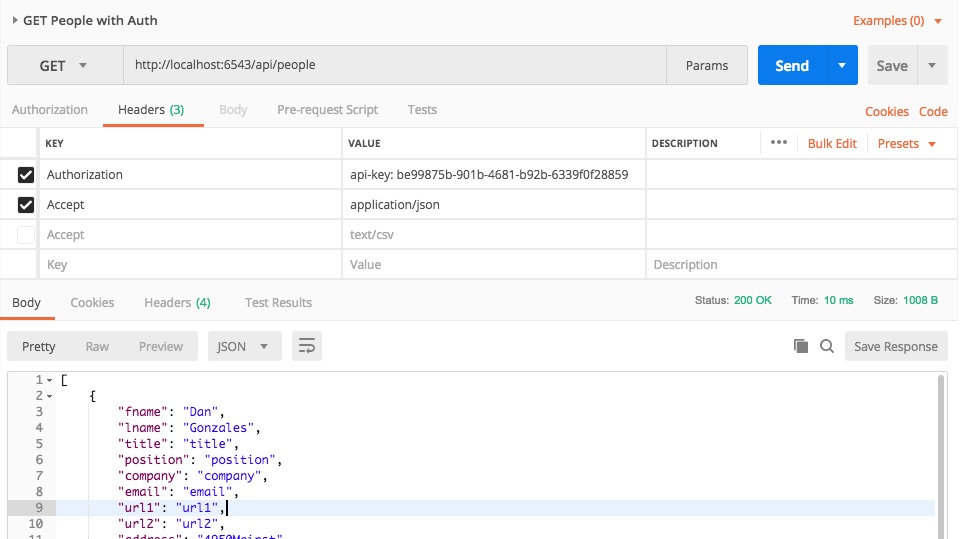 GET People with Auth Examples (0)
GET http://localhost:6543/api/people Params Send Save
Authorization Headers (3) Body Pre-request Script Tests Cookies Code
KEY VALUE DESCRIPTION ••• Bulk Edit Presets
Authorization api-key: be99875b-901b-4681-b92b-6339f0f28859
Accept application/json
Accept text/csv
Key Value Description
Body Cookies Headers (4) Test Results Status: 200 OK Time: 10 ms Size: 1008 B
Pretty Raw Preview JSON Save Response
1 [
2 {
3 "fname": "Dan",
4 "lname": "Gonzales",
5 "title": "title",
6 "position": "position",
7 "company": "company",
8 "email": "email",
9 "url1": "url1",
10 "url2": "url2",
11 "address":